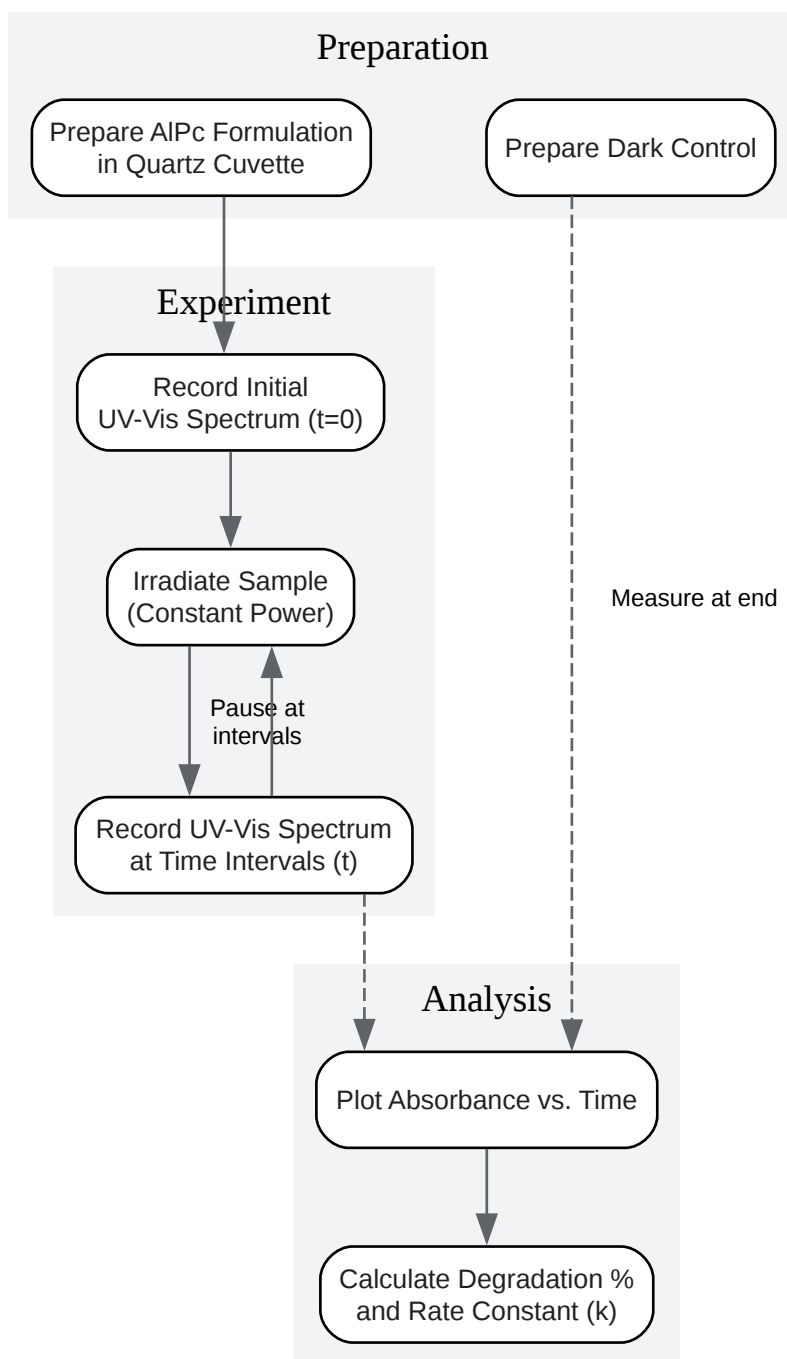 Preparation
Prepare AlPc Formulation
in Quartz Cuvette
Prepare Dark Control
Experiment
Record Initial
UV-Vis Spectrum (t=0)
Irradiate Sample
(Constant Power)
Measure at end
Pause at
intervals
Record UV-Vis Spectrum
at Time Intervals (t)
Analysis
Plot Absorbance vs. Time
Calculate Degradation %
and Rate Constant (k)